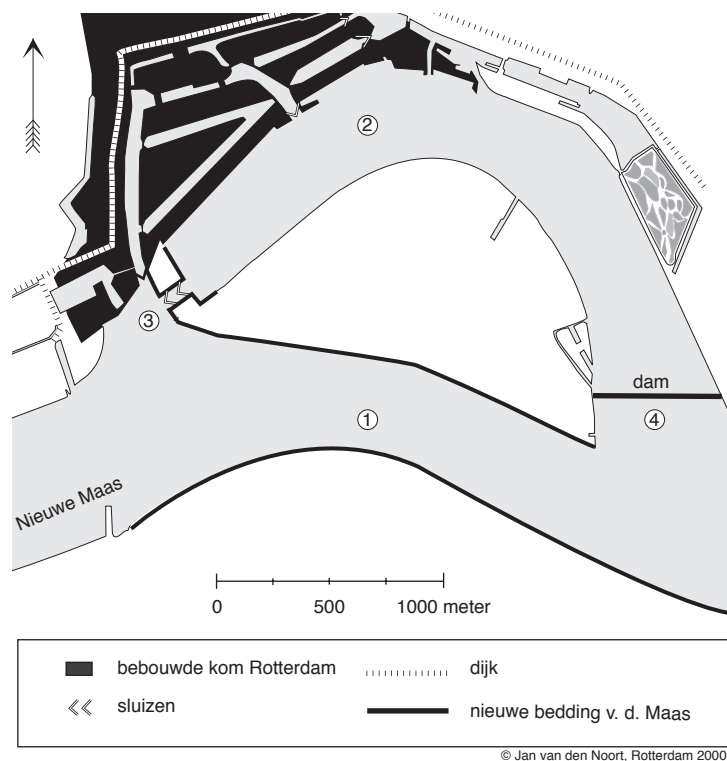 ②
③
dam
①
④
Nieuwe Maas
0 500 1000 meter
bebouwde kom Rotterdam
dijk
sluizen
nieuwe bedding v. d. Maas
© Jan van den Noort, Rotterdam 2000